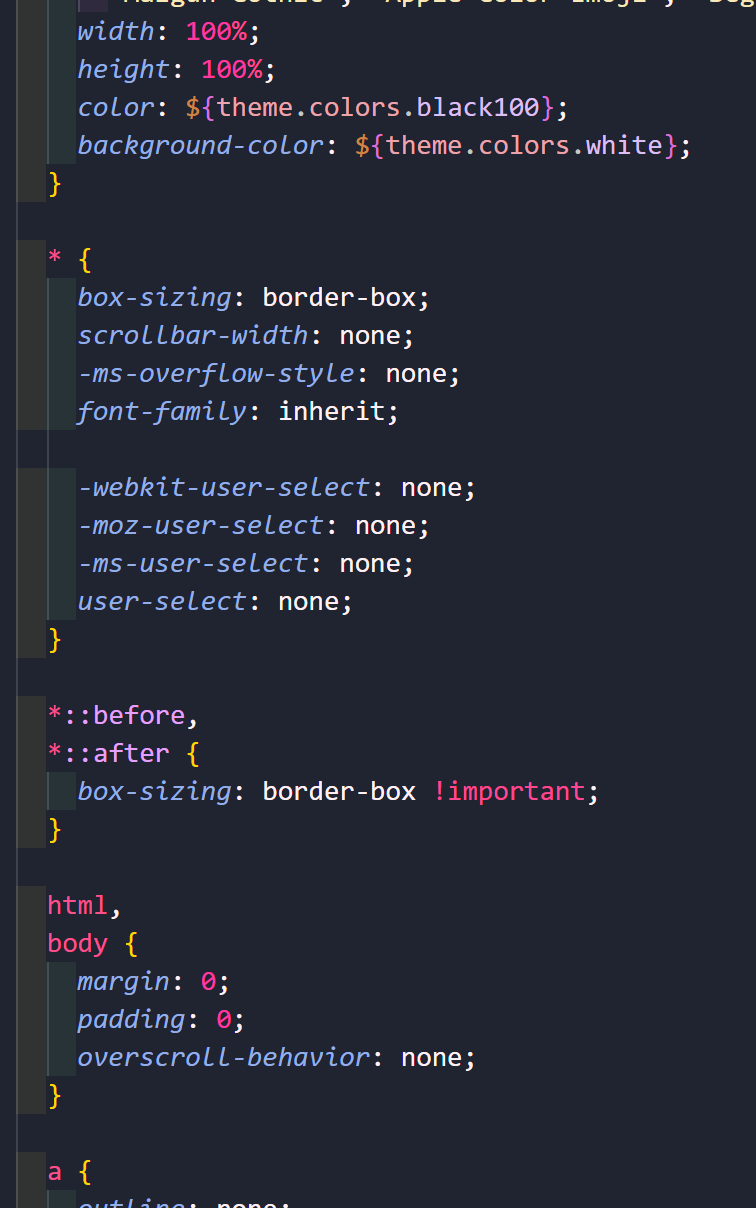 width: 100%;
height: 100%;
color: ${theme.colors.black100};
background-color: ${theme.colors.white};
}
* {
box-sizing: border-box;
scrollbar-width: none;
-ms-overflow-style: none;
font-family: inherit;
-webkit-user-select: none;
-moz-user-select: none;
-ms-user-select: none;
user-select: none;
}
*::before,
*::after {
box-sizing: border-box !important;
}
html,
body {
margin: 0;
padding: 0;
overscroll-behavior: none;
}
a {
outline: none;